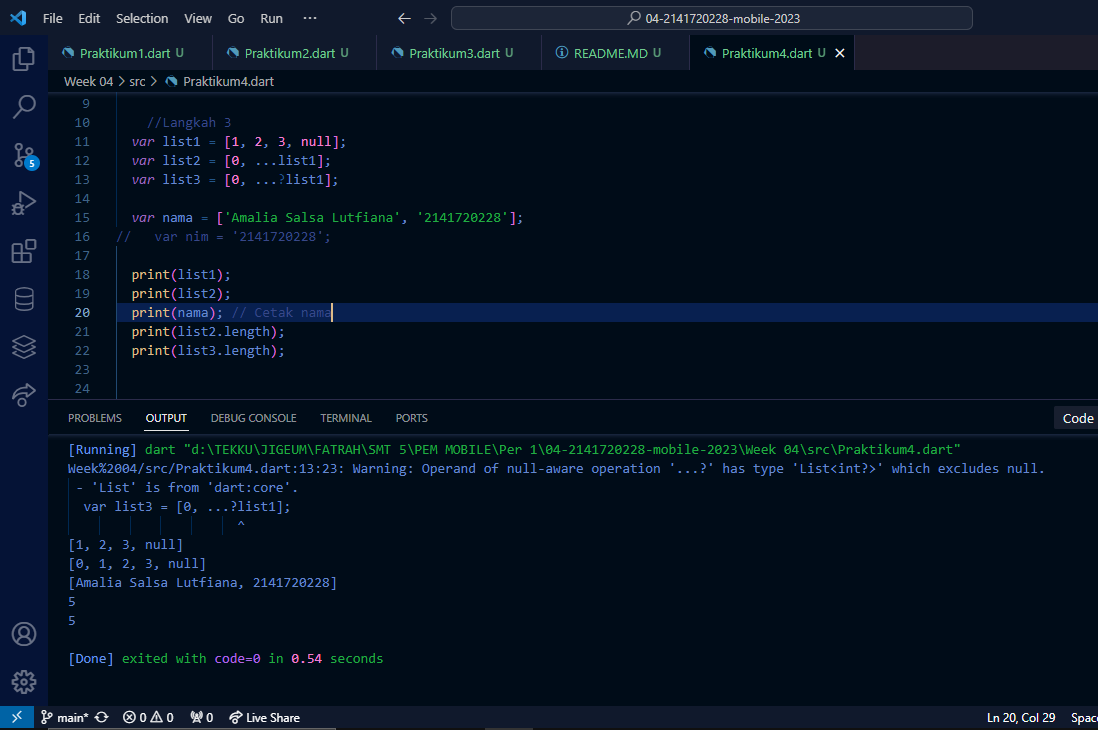 File Edit Selection View Go Run ··· ← → 04-2141720228-mobile-2023
Praktikum1.dart U Praktikum2.dart U Praktikum3.dart U README.MD U Praktikum4.dart U
Week 04 > src > Praktikum4.dart
9
10 //Langkah 3
11 var list1 = [1, 2, 3, null];
12 var list2 = [0, ...list1];
13 var list3 = [0, ...?list1];
14
15 var nama = ['Amalia Salsa Lutfiana', '2141720228'];
16 // var nim = '2141720228';
17
18 print(list1);
19 print(list2);
20 print(nama); // Cetak nama
21 print(list2.length);
22 print(list3.length);
23
24
5
PROBLEMS OUTPUT DEBUG CONSOLE TERMINAL PORTS Code
[Running] dart "d:\TEKKU\JIGEUM\FATRAH\SMT 5\PEM MOBILE\Per 1\04-2141720228-mobile-2023\Week 04\src\Praktikum4.dart"
Week%2004/src/Praktikum4.dart:13:23: Warning: Operand of null-aware operation '...?' has type 'List<int?>' which excludes null.
- 'List' is from 'dart:core'.
var list3 = [0, ...?list1];
^
[1, 2, 3, null]
[0, 1, 2, 3, null]
[Amalia Salsa Lutfiana, 2141720228]
5
5
[Done] exited with code=0 in 0.54 seconds
main* 0 0 0 Live Share Ln 20, Col 29